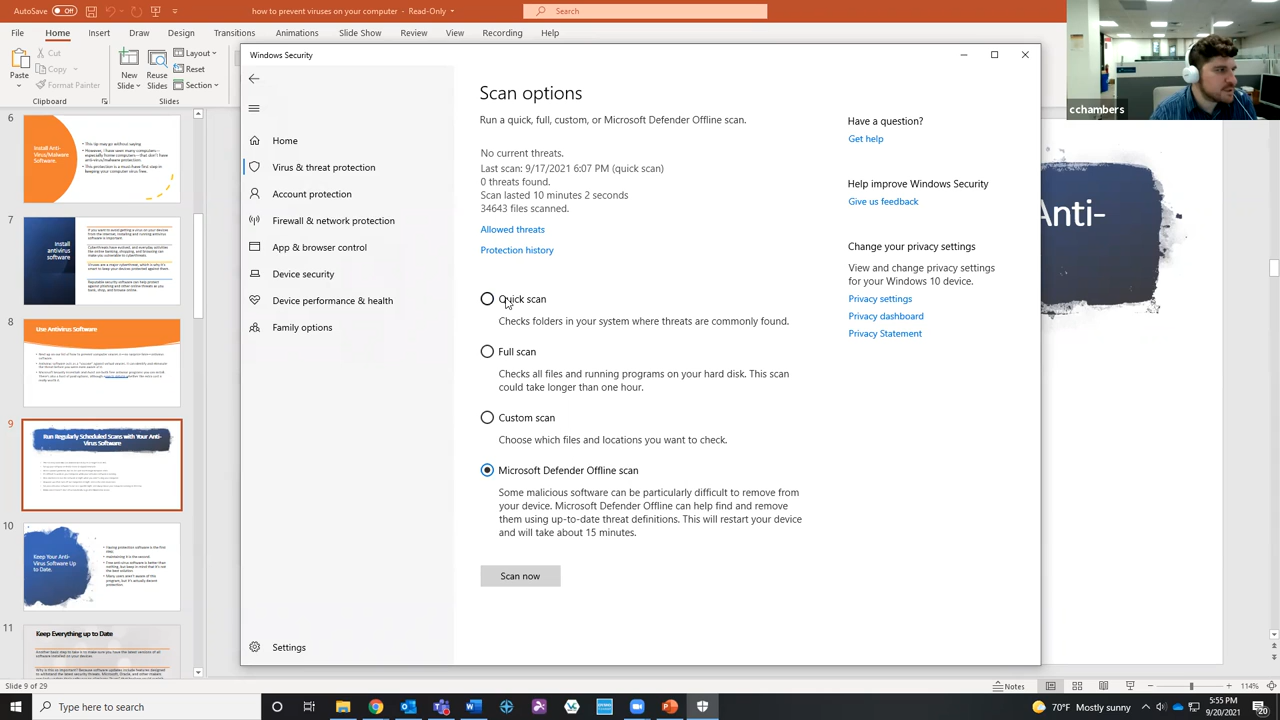 AutoSave Off how to prevent viruses on your computer - Read-Only Search
File Home Insert Draw Design Transitions Animations Slide Show Review View Recording Help
Paste
Cut
Copy
Format Painter
Clipboard
New Slide
Reuse Slides
Layout
Reset
Section
Slides
cchambers
6
Install Anti-Virus/Malware Software:
7
Install antivirus software
8
Use Antivirus Software
9
Run Regularly Scheduled Scans with Your Anti-
Virus Software
10
Keep Your Anti-
Virus Software Up
to Date.
11
Keep Everything up to Date
Windows Security
Home
Virus & threat protection
Account protection
Firewall & network protection
App & browser control
Device security
Device performance & health
Family options
Settings
Scan options
Run a quick, full, custom, or Microsoft Defender Offline scan.
No current threats.
Last scan: 9/17/2021 6:07 PM (quick scan)
0 threats found.
Scan lasted 10 minutes 2 seconds
34643 files scanned.
Allowed threats
Protection history
Quick scan
Checks folders in your system where threats are commonly found.
Full scan
Checks all files and running programs on your hard disk. This scan
could take longer than one hour.
Custom scan
Choose which files and locations you want to check.
Microsoft Defender Offline scan
Some malicious software can be particularly difficult to remove from
your device. Microsoft Defender Offline can help find and remove
them using up-to-date threat definitions. This will restart your device
and will take about 15 minutes.
Scan now
Have a question?
Get help
Help improve Windows Security
Give us feedback
Change your privacy settings
View and change privacy settings
for your Windows 10 device.
Privacy settings
Privacy dashboard
Privacy Statement
Anti-
Slide 9 of 29
Notes
114%
Type here to search
70°F Mostly sunny
5:55 PM
9/20/2021
20